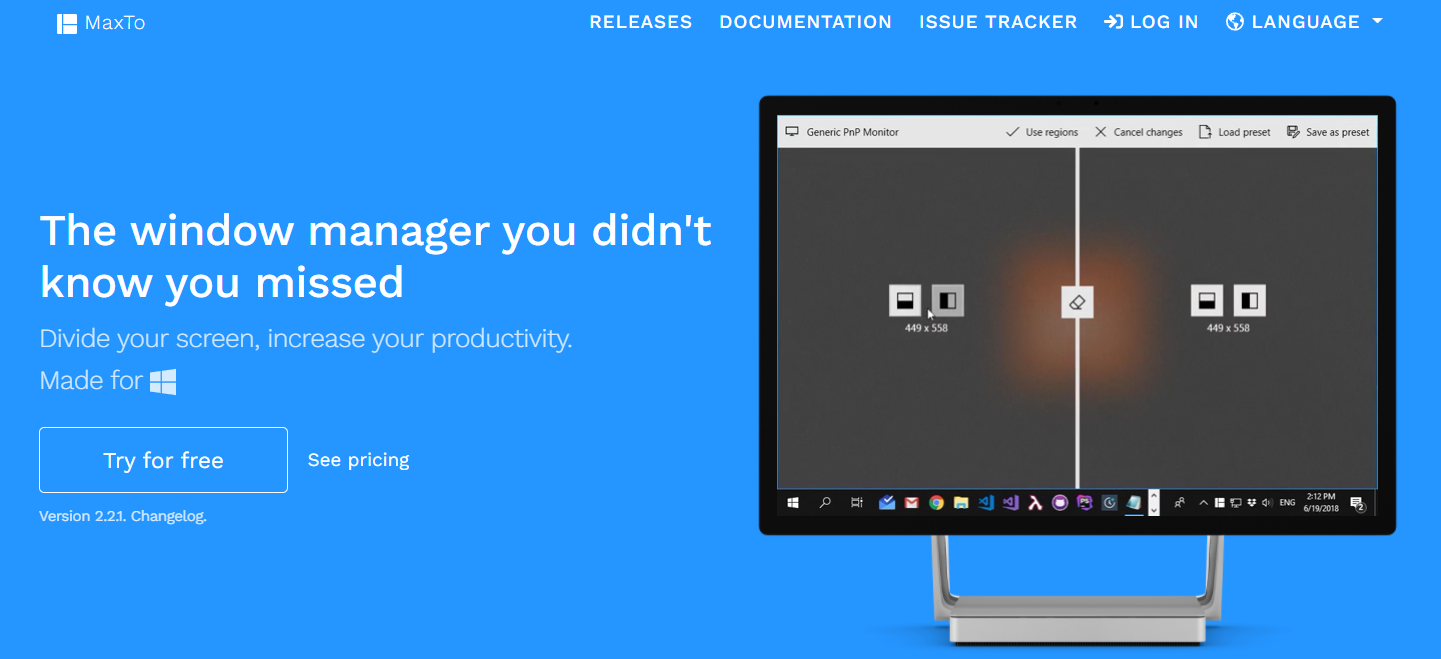 MaxTo
RELEASES DOCUMENTATION ISSUE TRACKER LOG IN LANGUAGE
The window manager you didn't
know you missed
Divide your screen, increase your productivity.
Made for
Try for free See pricing
Version 2.2.1. Changelog.
Generic PnP Monitor Use regions Cancel changes Load preset Save as preset
449 x 558 449 x 558
ENG 2:12 PM
6/19/2018 2